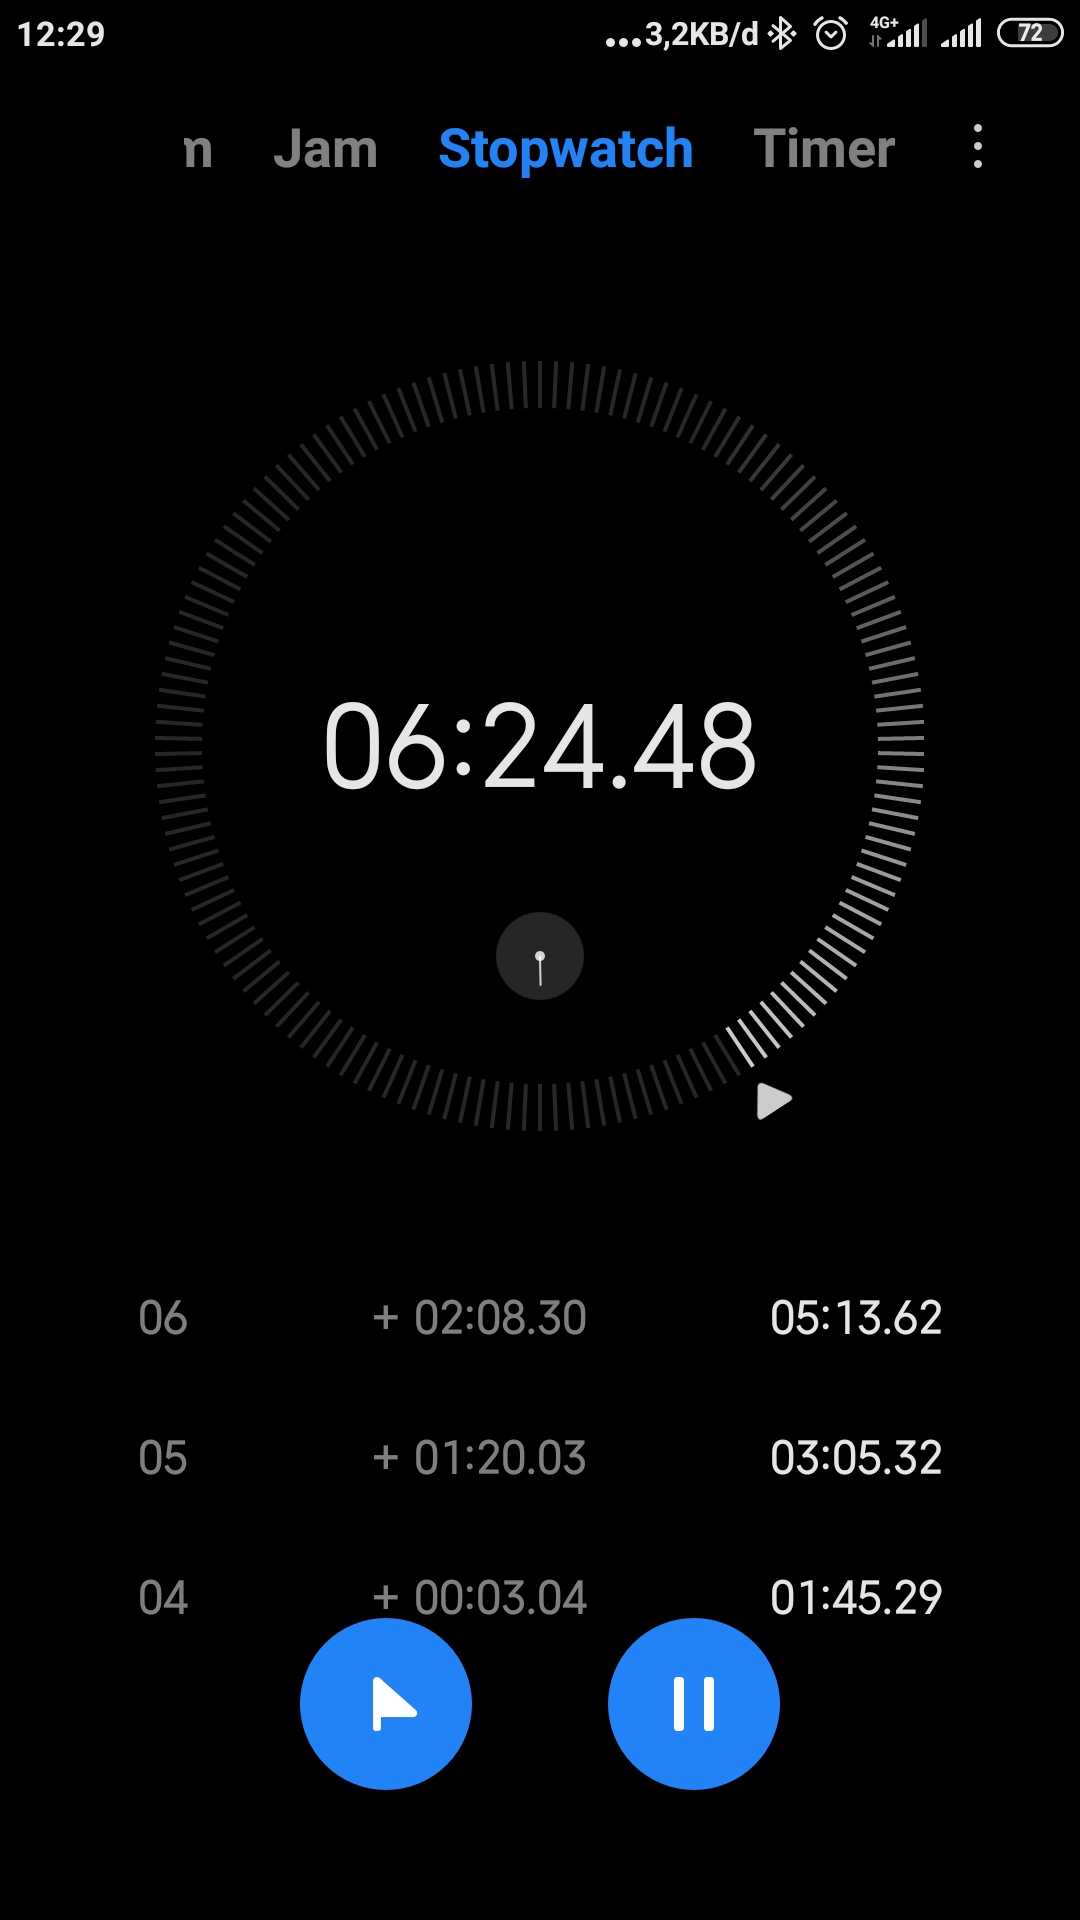 12:29 ...3,2KB/d 4G+ 72
n Jam Stopwatch Timer
06:24.48
06 + 02:08.30 05:13.62
05 + 01:20.03 03:05.32
04 + 00:03.04 01:45.29